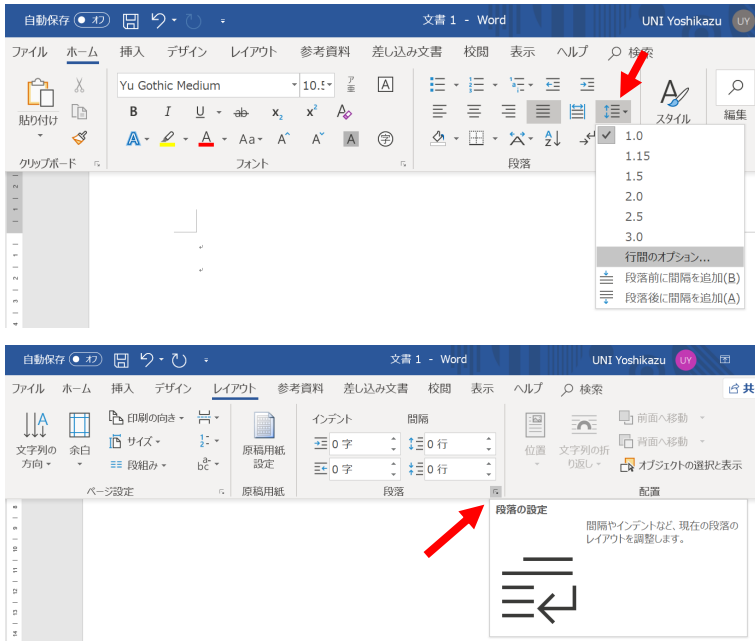 自動保存 オフ 文書 1 - Word UNI Yoshikazu UY
ファイル ホーム 挿入 デザイン レイアウト 参考資料 差し込み文書 校閲 表示 ヘルプ 検索
貼り付け
クリップボード
Yu Gothic Medium 10.5 ア亜 A
B I U ab x₂ x² A
A A Aa A^ A˅ A 字
フォント
段落
スタイル
編集
1.0
1.15
1.5
2.0
2.5
3.0
行間のオプション...
段落前に間隔を追加(B)
段落後に間隔を追加(A)
自動保存 オフ 文書 1 - Word UNI Yoshikazu UY
ファイル ホーム 挿入 デザイン レイアウト 参考資料 差し込み文書 校閲 表示 ヘルプ 検索 共
文字列の
方向
余白
印刷の向き
サイズ
段組み
ページ設定
原稿用紙
設定
原稿用紙
インデント 間隔
0 字 0 行
0 字 0 行
段落
位置
文字列の折
り返し
前面へ移動
背面へ移動
オブジェクトの選択と表示
配置
段落の設定
間隔やインデントなど、現在の段落の
レイアウトを調整します。